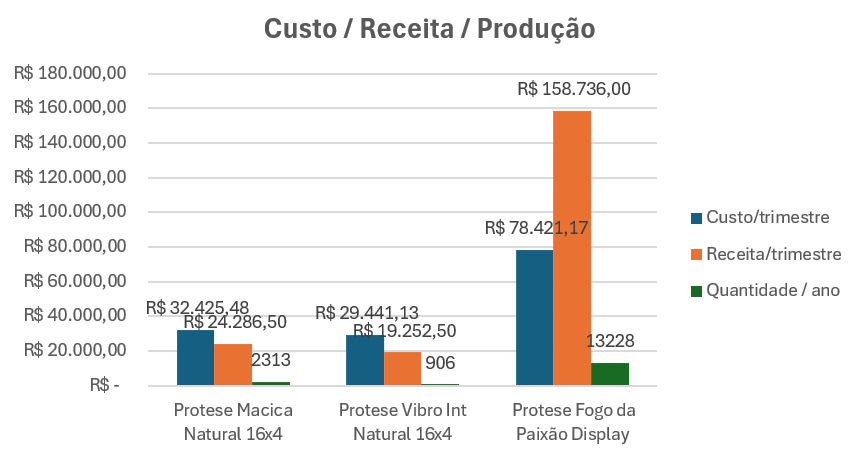 Custo / Receita / Produção
R$ 180.000,00
R$ 160.000,00
R$ 140.000,00
R$ 120.000,00
R$ 100.000,00
R$ 80.000,00
R$ 60.000,00
R$ 40.000,00
R$ 20.000,00
R$ -
R$ 32.425,48
R$ 24.286,50
2313
R$ 29.441,13
R$ 19.252,50
906
R$ 78.421,17
R$ 158.736,00
13228
Protese Macica
Natural 16x4
Protese Vibro Int
Natural 16x4
Protese Fogo da
Paixão Display
Custo/trimestre
Receita/trimestre
Quantidade / ano